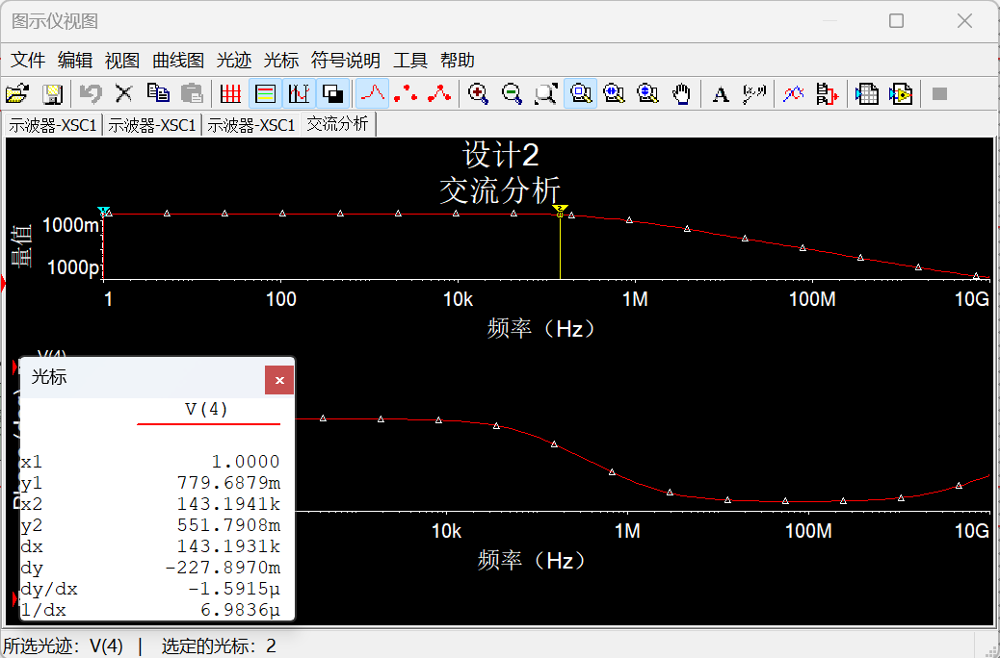 图示仪视图
文件 编辑 视图 曲线图 光迹 光标 符号说明 工具 帮助
示波器-XSC1 示波器-XSC1 示波器-XSC1 交流分析
设计2
交流分析
量值
1000m
1000p
1 100 10k 1M 100M 10G
频率（Hz）
V(4)
光标
V(4)
x1 1.0000
y1 779.6879m
x2 143.1941k
y2 551.7908m
dx 143.1931k
dy -227.8970m
dy/dx -1.5915µ
1/dx 6.9836µ
10k 1M 100M 10G
频率（Hz）
所选光迹: V(4) | 选定的光标: 2